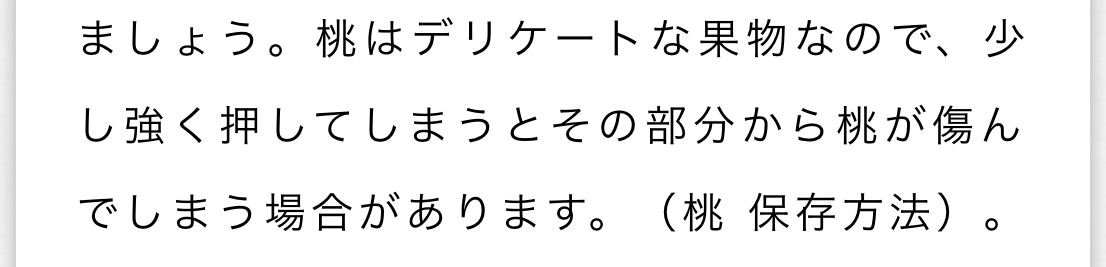 ましょう。桃はデリケートな果物なので、少
し強く押してしまうとその部分から桃が傷ん
でしまう場合があります。（桃 保存方法）。